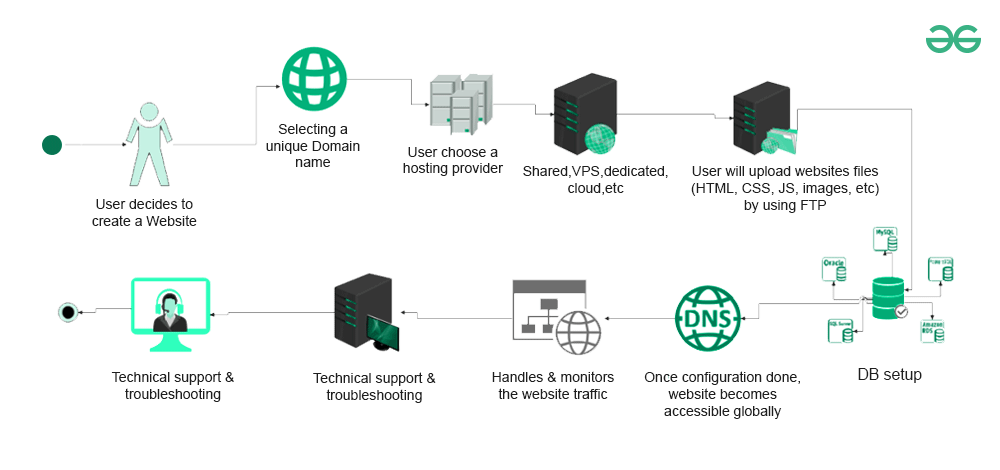 Selecting a
unique Domain
name
User choose a
hosting provider
Shared,VPS,dedicated,
cloud,etc
User will upload websites files
(HTML, CSS, JS, images, etc)
by using FTP
User decides to
create a Website
MySQL
Oracle
SQL Server
Amazon
RDS
DB setup
DNS
Once configuration done,
website becomes
accessible globally
Handles & monitors
the website traffic
Technical support &
troubleshooting
Technical support &
troubleshooting